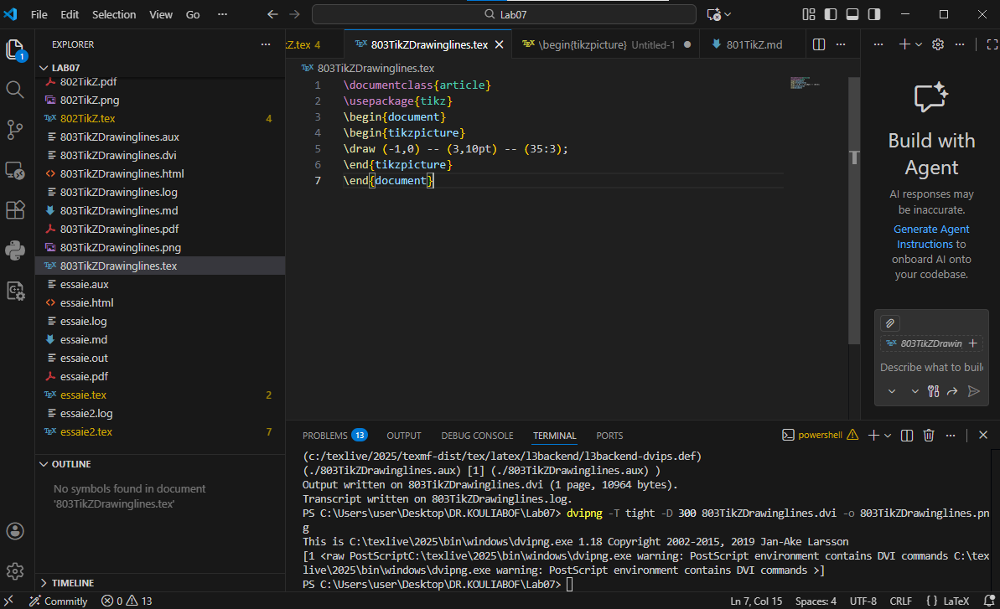 File Edit Selection View Go ··· Lab07
EXPLORER ···
LAB07
802TikZ.pdf
802TikZ.png
802TikZ.tex 4
803TikZDrawinglines.aux
803TikZDrawinglines.dvi
803TikZDrawinglines.html
803TikZDrawinglines.log
803TikZDrawinglines.md
803TikZDrawinglines.pdf
803TikZDrawinglines.png
803TikZDrawinglines.tex
essaie.aux
essaie.html
essaie.log
essaie.md
essaie.out
essaie.pdf
essaie.tex 2
essaie2.log
essaie2.tex 7
OUTLINE
No symbols found in document
'803TikZDrawinglines.tex'
TIMELINE
1
Z.tex 4 TEX 803TikZDrawinglines.tex TEX \begin{tikzpicture} Untitled-1 801TikZ.md
TEX 803TikZDrawinglines.tex
1 \documentclass{article}
2 \usepackage{tikz}
3 \begin{document}
4 \begin{tikzpicture}
5 \draw (-1,0) -- (3,10pt) -- (35:3);
6 \end{tikzpicture}
7 \end{document}
Build with
Agent
AI responses may
be inaccurate.
Generate Agent
Instructions to
onboard AI onto
your codebase.
TEX 803TikZDrawin
Describe what to buil
PROBLEMS 13 OUTPUT DEBUG CONSOLE TERMINAL PORTS powershell
(c:/texlive/2025/texmf-dist/tex/latex/l3backend/l3backend-dvips.def)
(./803TikZDrawinglines.aux) [1] (./803TikZDrawinglines.aux) )
Output written on 803TikZDrawinglines.dvi (1 page, 10964 bytes).
Transcript written on 803TikZDrawinglines.log.
PS C:\Users\user\Desktop\DR.KOULIABOF\Lab07> dvipng -T tight -D 300 803TikZDrawinglines.dvi -o 803TikZDrawinglines.pn
g
This is C:\texlive\2025\bin\windows\dvipng.exe 1.18 Copyright 2002-2015, 2019 Jan-Ake Larsson
[1 <raw PostScriptC:\texlive\2025\bin\windows\dvipng.exe warning: PostScript environment contains DVI commands C:\tex
live\2025\bin\windows\dvipng.exe warning: PostScript environment contains DVI commands >]
PS C:\Users\user\Desktop\DR.KOULIABOF\Lab07>
Commitly 0 13 Ln 7, Col 15 Spaces: 4 UTF-8 CRLF { } LaTeX